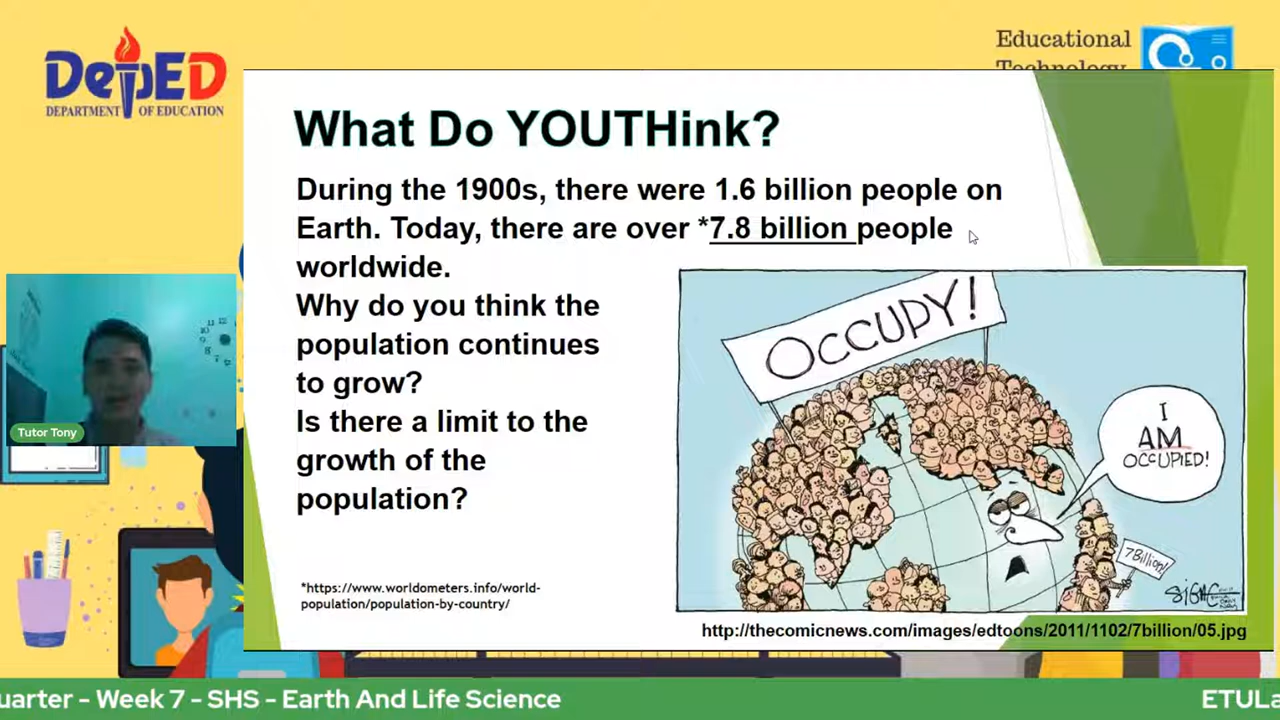 DepED
DEPARTMENT OF EDUCATION
Educational
Technology
What Do YOUTHink?
During the 1900s, there were 1.6 billion people on
Earth. Today, there are over *7.8 billion people
worldwide.
Why do you think the
population continues
to grow?
Is there a limit to the
growth of the
population?
*https://www.worldometers.info/world-
population/population-by-country/
OCCUPY!
I
AM
OCCUPIED!
7Billion!
http://thecomicnews.com/images/edtoons/2011/1102/7billion/05.jpg
Tutor Tony
uarter - Week 7 - SHS - Earth And Life Science
ETULa